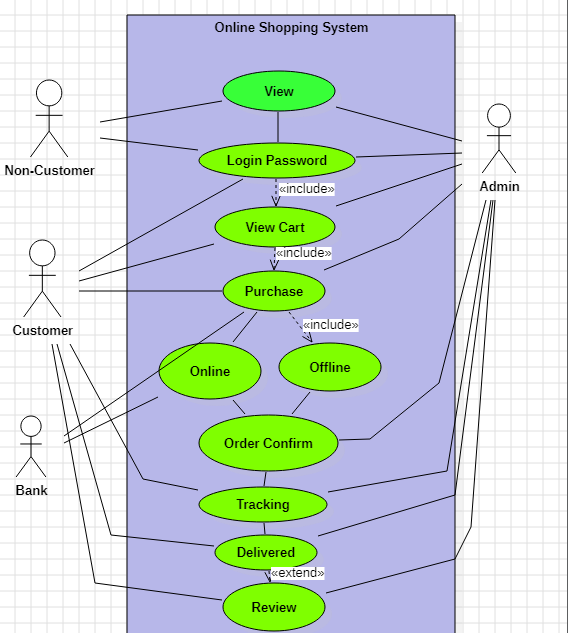 Online Shopping System
View
Login Password
«include»
Non-Customer
Admin
View Cart
«include»
Purchase
Customer
«include»
Online
Offline
Order Confirm
Bank
Tracking
Delivered
«extend»
Review